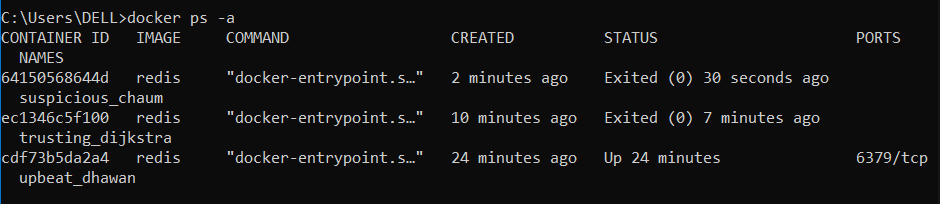 C:\Users\DELL>docker ps -a
CONTAINER ID   IMAGE     COMMAND                  CREATED          STATUS                      PORTS
  NAMES
64150568644d   redis     "docker-entrypoint.s…"   2 minutes ago    Exited (0) 30 seconds ago
  suspicious_chaum
ec1346c5f100   redis     "docker-entrypoint.s…"   10 minutes ago   Exited (0) 7 minutes ago
  trusting_dijkstra
cdf73b5da2a4   redis     "docker-entrypoint.s…"   24 minutes ago   Up 24 minutes               6379/tcp
  upbeat_dhawan